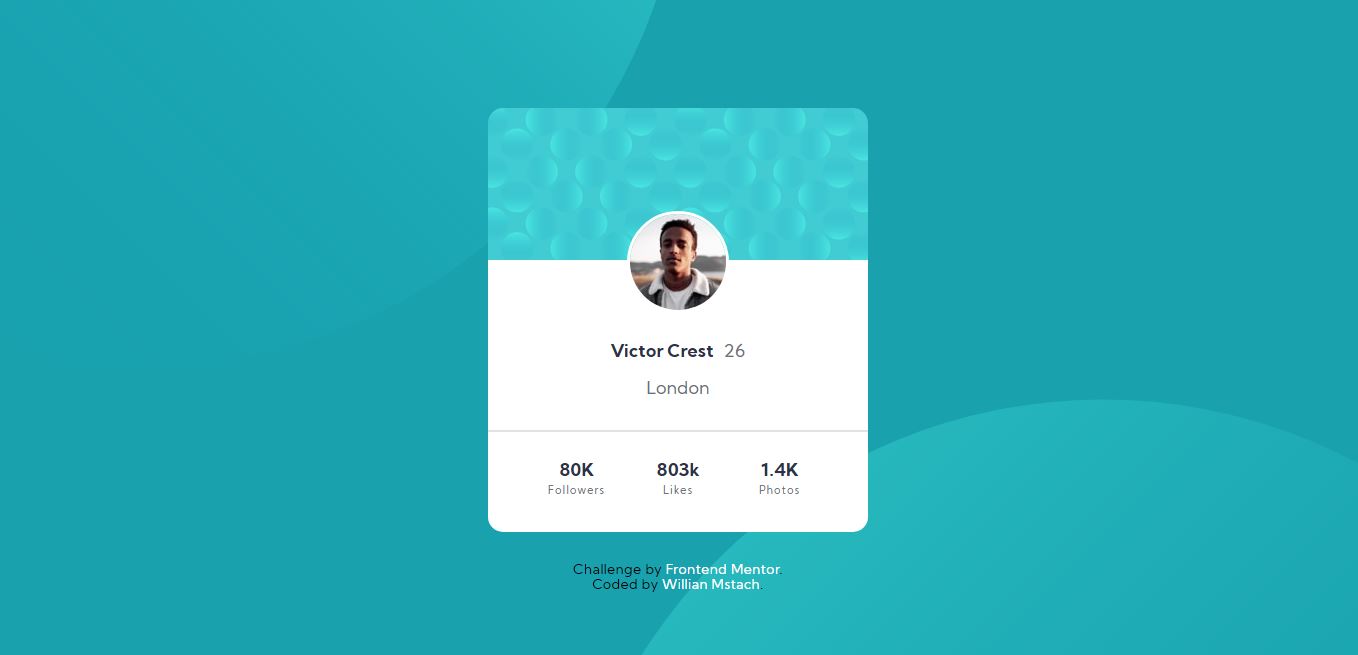 Victor Crest 26
London
80K 803k 1.4K
Followers Likes Photos
Challenge by Frontend Mentor.
Coded by Willian Mstach.